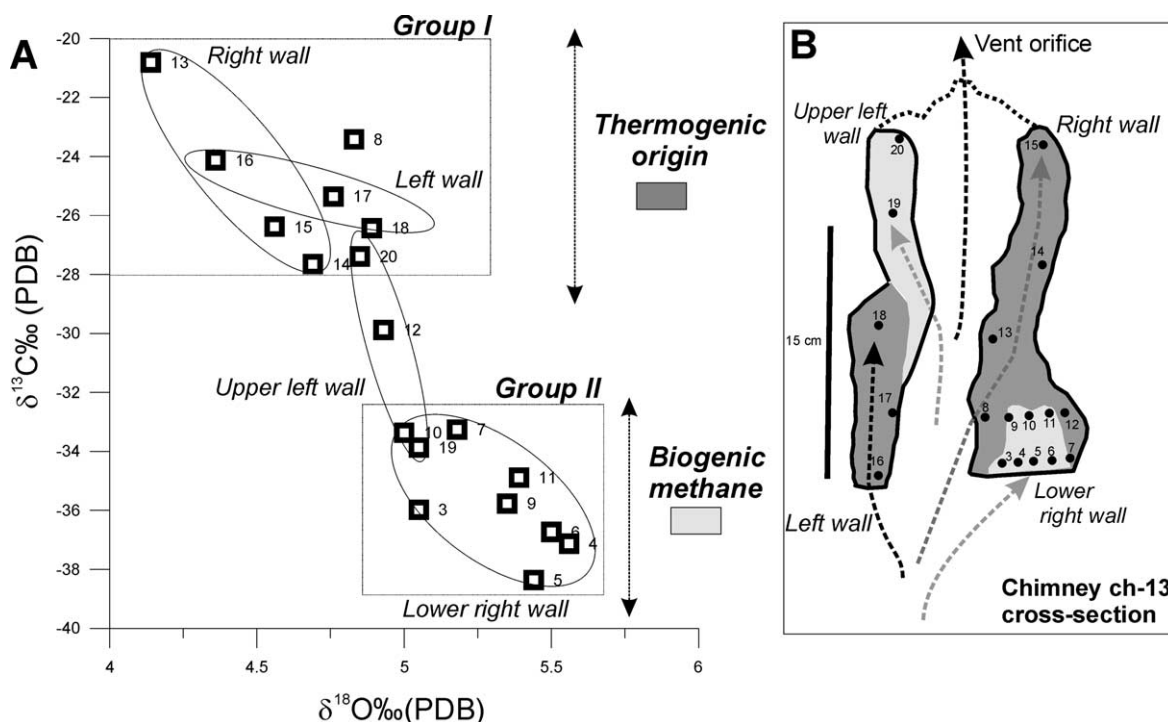 A
Group I
Right wall
13
8
16
17
Left wall
15
18
14
20
12
Upper left wall
Group II
10
7
19
11
9
3
6
4
5
Lower right wall
-20
-22
-24
-26
-28
-30
-32
-34
-36
-38
-40
4
4.5
5
5.5
6
δ13C‰ (PDB)
δ18O‰(PDB)
Thermogenic
origin
Biogenic
methane
B
Vent orifice
Upper left
wall
Right wall
20
15
19
14
18
13
15 cm
17
8
9
10
11
12
16
3
4
5
6
7
Left wall
Lower
right wall
Chimney ch-13
cross-section